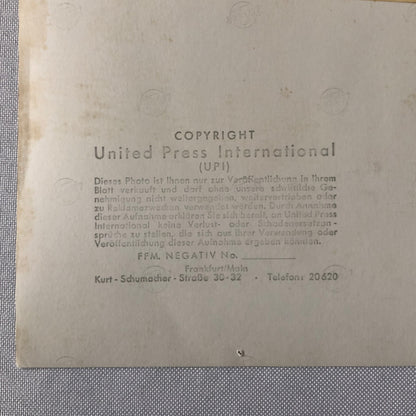 COPYRIGHT
United Press International
(UPI)
Dieses Photo ist Ihnen nur zur Veröffentlichung in Ihrem
Blatt verkauft und darf ohne unsere schriftliche Ge-
nehmigung nicht weitergegeben, weitervertrieben oder
zu Reklamezwecken verwendet werden. Durch Annahme
dieser Aufnahme erklären Sie sich bereit, an United Press
International keine Verlust- oder Schadensersatzan-
sprüche zu stellen, die sich aus ihrer Verwendung oder
Veröffentlichung dieser Aufnahme ergeben könnten.
FFM. NEGATIV No.
Frankfurt/Main
Kurt - Schumacher - Straße 30-32 • Telefon: 20620